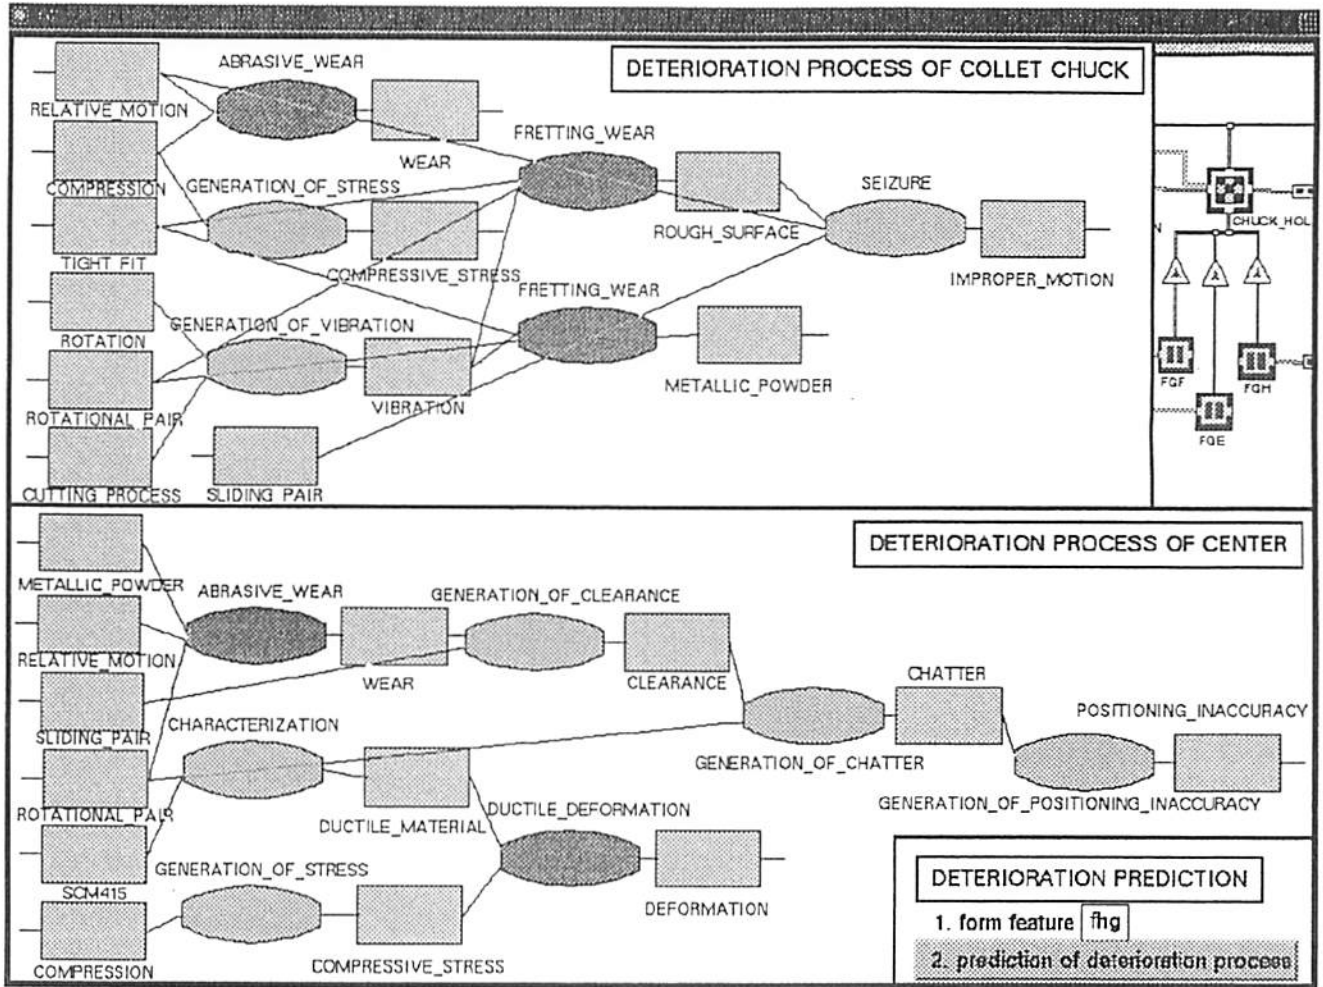 DETERIORATION PROCESS OF COLLET CHUCK
ABRASIVE_WEAR
RELATIVE_MOTION
WEAR
FRETTING_WEAR
COMPRESSION
GENERATION_OF_STRESS
SEIZURE
TIGHT FIT
COMPRESSIVE_STRESS
ROUGH_SURFACE
IMPROPER_MOTION
FRETTING_WEAR
ROTATION
GENERATION_OF_VIBRATION
METALLIC_POWDER
ROTATIONAL_PAIR
VIBRATION
CUTTING_PROCESS
SLIDING PAIR
CHUCK_HOL
FGF
FGH
FGE
DETERIORATION PROCESS OF CENTER
METALLIC_POWDER
ABRASIVE_WEAR
GENERATION_OF_CLEARANCE
RELATIVE_MOTION
WEAR
CLEARANCE
CHATTER
SLIDING_PAIR
CHARACTERIZATION
POSITIONING_INACCURACY
GENERATION_OF_CHATTER
ROTATIONAL_PAIR
DUCTILE_MATERIAL
DUCTILE_DEFORMATION
GENERATION_OF_POSITIONING_INACCURACY
SCM415
GENERATION_OF_STRESS
DEFORMATION
COMPRESSION
COMPRESSIVE_STRESS
DETERIORATION PREDICTION
1. form feature fhg
2. prediction of deterioration process